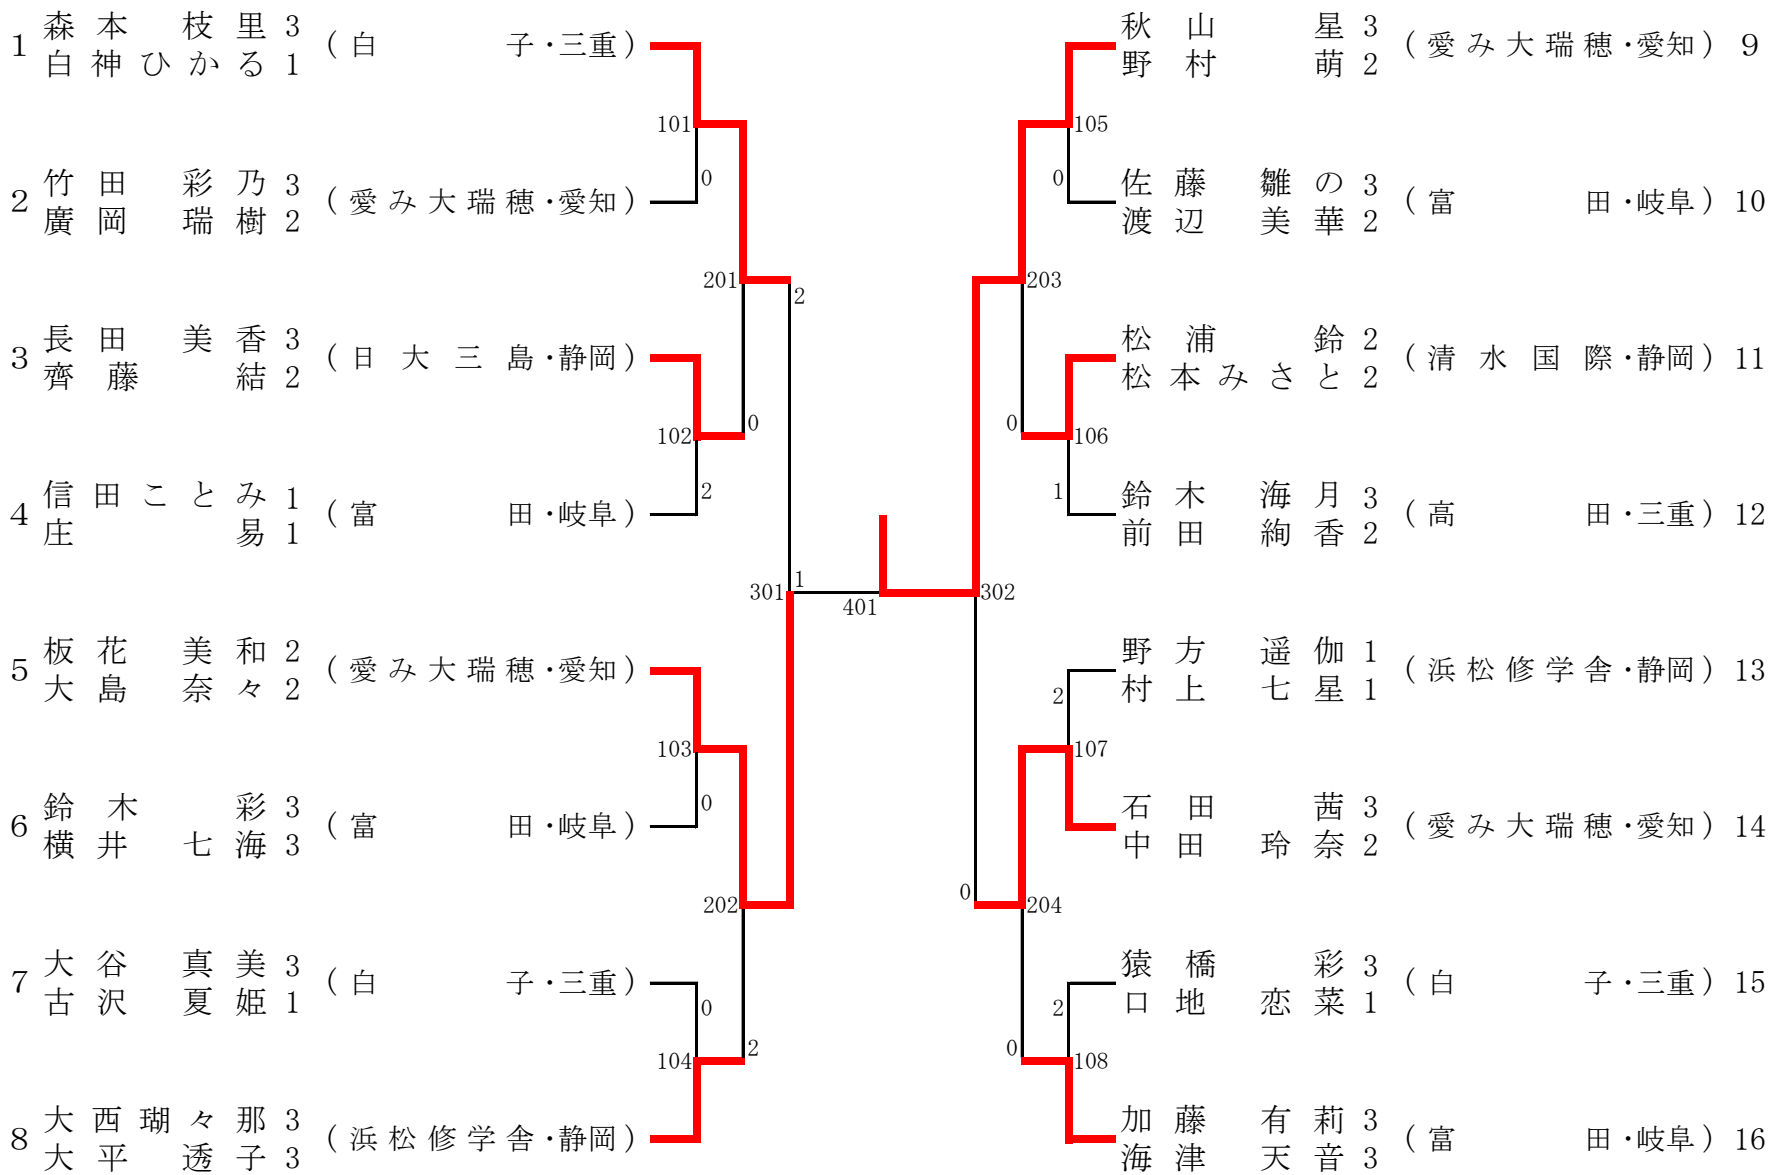 1 森本 枝里 3 (白子・三重)
白神ひかる 1
2 竹田 彩乃 3 (愛み大瑞穂・愛知)
廣岡 瑞樹 2
3 長田 美香 3 (日大三島・静岡)
齊藤 結 2
4 信田ことみ 1 (富田・岐阜)
庄 易 1
5 板花 美和 2 (愛み大瑞穂・愛知)
大島 奈々 2
6 鈴木 彩 3 (富田・岐阜)
横井 七海 3
7 大谷 真美 3 (白子・三重)
古沢 夏姫 1
8 大西瑚々那 3 (浜松修学舎・静岡)
大平 透子 3
101
0
201
2
102
0
2
301
1
401
103
0
202
0
104
2
秋山 星 3 (愛み大瑞穂・愛知) 9
野村 萌 2
佐藤 雛の 3 (富田・岐阜) 10
渡辺 美華 2
松浦 鈴 2 (清水国際・静岡) 11
松本みさと 2
鈴木 海月 3 (高田・三重) 12
前田 絢香 2
野方 遥伽 1 (浜松修学舎・静岡) 13
村上 七星 1
石田 茜 3 (愛み大瑞穂・愛知) 14
中田 玲奈 2
猿橋 彩 3 (白子・三重) 15
口地 恋菜 1
加藤 有莉 3 (富田・岐阜) 16
海津 天音 3
105
0
203
0
106
1
302
2
107
0
204
2
0
108